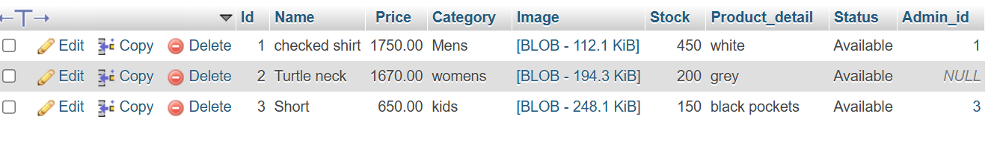 ←T→ Id Name Price Category Image Stock Product_detail Status Admin_id
Edit Copy Delete 1 checked shirt 1750.00 Mens [BLOB - 112.1 KiB] 450 white Available 1
Edit Copy Delete 2 Turtle neck 1670.00 womens [BLOB - 194.3 KiB] 200 grey Available NULL
Edit Copy Delete 3 Short 650.00 kids [BLOB - 248.1 KiB] 150 black pockets Available 3